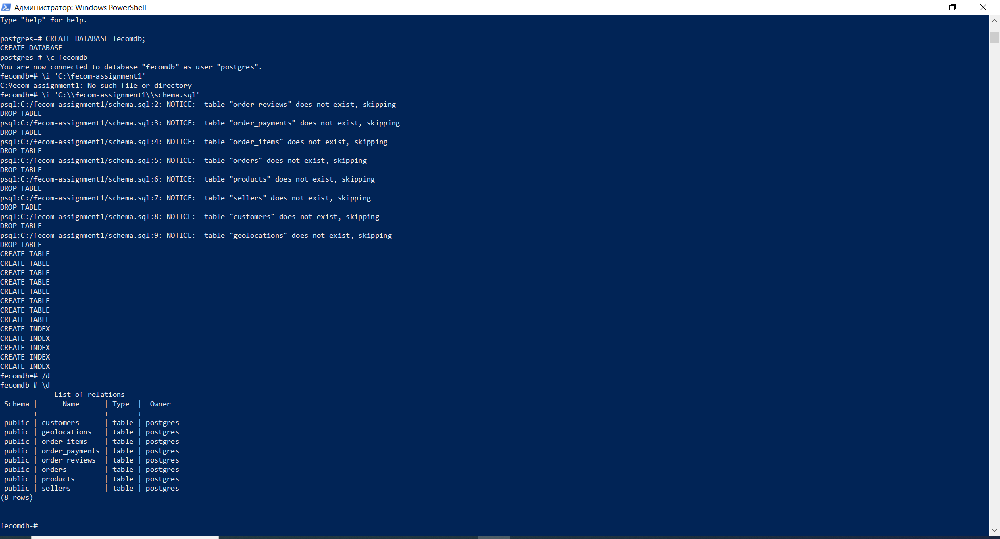 Администратор: Windows PowerShell
Type "help" for help.
postgres=# CREATE DATABASE fecomdb;
CREATE DATABASE
postgres=# \c fecomdb
You are now connected to database "fecomdb" as user "postgres".
fecomdb=# \i 'C:\fecom-assignment1'
C:♀ecom-assignment1: No such file or directory
fecomdb=# \i 'C:\\fecom-assignment1\\schema.sql'
psql:C:/fecom-assignment1/schema.sql:2: NOTICE:  table "order_reviews" does not exist, skipping
DROP TABLE
psql:C:/fecom-assignment1/schema.sql:3: NOTICE:  table "order_payments" does not exist, skipping
DROP TABLE
psql:C:/fecom-assignment1/schema.sql:4: NOTICE:  table "order_items" does not exist, skipping
DROP TABLE
psql:C:/fecom-assignment1/schema.sql:5: NOTICE:  table "orders" does not exist, skipping
DROP TABLE
psql:C:/fecom-assignment1/schema.sql:6: NOTICE:  table "products" does not exist, skipping
DROP TABLE
psql:C:/fecom-assignment1/schema.sql:7: NOTICE:  table "sellers" does not exist, skipping
DROP TABLE
psql:C:/fecom-assignment1/schema.sql:8: NOTICE:  table "customers" does not exist, skipping
DROP TABLE
psql:C:/fecom-assignment1/schema.sql:9: NOTICE:  table "geolocations" does not exist, skipping
DROP TABLE
CREATE TABLE
CREATE TABLE
CREATE TABLE
CREATE TABLE
CREATE TABLE
CREATE TABLE
CREATE TABLE
CREATE TABLE
CREATE INDEX
CREATE INDEX
CREATE INDEX
CREATE INDEX
CREATE INDEX
fecomdb=# /d
fecomdb-# \d
             List of relations
 Schema |      Name      | Type  |  Owner
--------+----------------+-------+----------
 public | customers      | table | postgres
 public | geolocations   | table | postgres
 public | order_items    | table | postgres
 public | order_payments | table | postgres
 public | order_reviews  | table | postgres
 public | orders         | table | postgres
 public | products       | table | postgres
 public | sellers        | table | postgres
(8 rows)
fecomdb-#